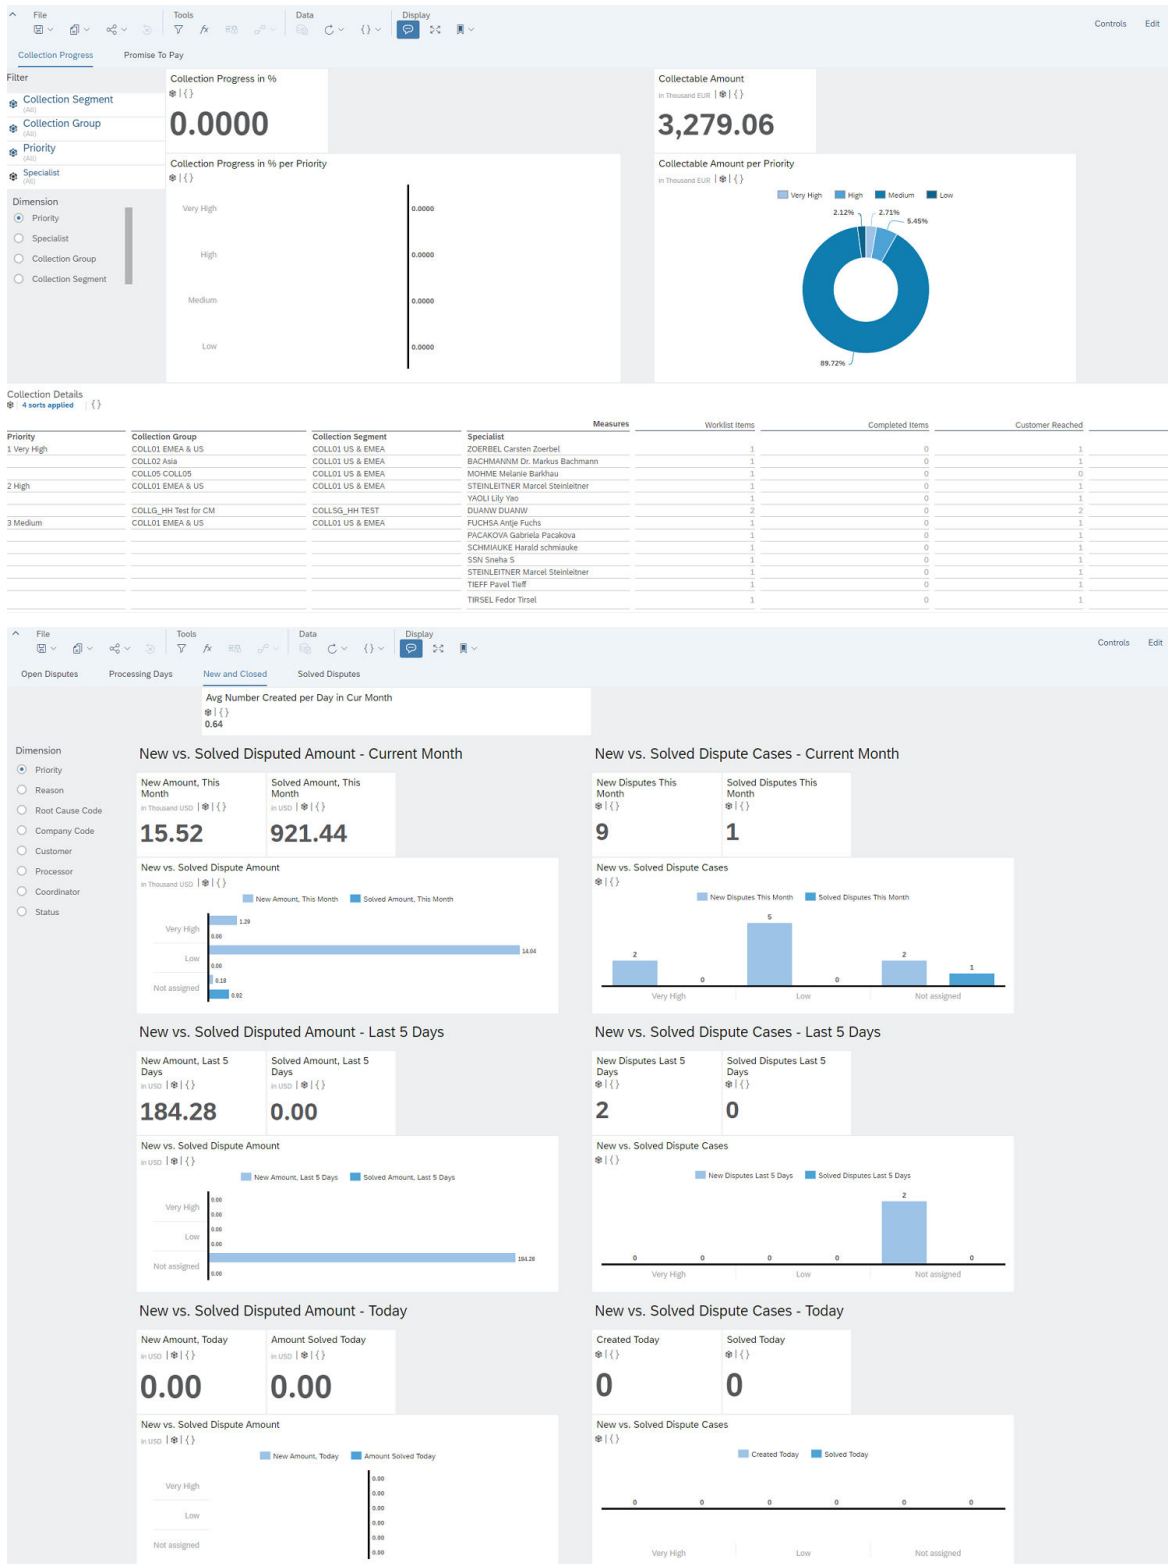 File Tools Data Display
Controls Edit
Collection Progress Promise To Pay
Filter
Collection Segment
(All)
Collection Group
(All)
Priority
(All)
Specialist
(All)
Dimension
Priority
Specialist
Collection Group
Collection Segment
Collection Progress in %
0.0000
Collectable Amount
in Thousand EUR
3,279.06
Collection Progress in % per Priority
Very High 0.0000
High 0.0000
Medium 0.0000
Low 0.0000
Collectable Amount per Priority
in Thousand EUR
Very High High Medium Low
2.12% 2.71%
5.45%
89.72%
Collection Details
4 sorts applied
Measures Worklist Items Completed Items Customer Reached
Priority Collection Group Collection Segment Specialist
1 Very High COLL01 EMEA & US COLL01 US & EMEA ZOERBEL Carsten Zoerbel 1 0 1
COLL02 Asia COLL01 US & EMEA BACHMANNM Dr. Markus Bachmann 1 0 1
COLL05 COLL05 COLL01 US & EMEA MOHME Melanie Barkhau 1 0 0
2 High COLL01 EMEA & US COLL01 US & EMEA STEINLEITNER Marcel Steinleitner 1 0 1
YAOLI Lily Yao 1 0 1
COLLG_HH Test for CM COLLSG_HH TEST DUANW DUANW 2 0 2
3 Medium COLL01 EMEA & US COLL01 US & EMEA FUCHSA Antje Fuchs 1 0 1
PACAKOVA Gabriela Pacakova 1 0 1
SCHMIAUKE Harald schmiauke 1 0 1
SSN Sneha S 1 0 1
STEINLEITNER Marcel Steinleitner 1 0 1
TIEFF Pavel Tieff 1 0 1
TIRSEL Fedor Tirsel 1 0 1
File Tools Data Display
Controls Edit
Open Disputes Processing Days New and Closed Solved Disputes
Avg Number Created per Day in Cur Month
0.64
Dimension
Priority
Reason
Root Cause Code
Company Code
Customer
Processor
Coordinator
Status
New vs. Solved Disputed Amount - Current Month
New Amount, This Month
in Thousand USD
15.52
Solved Amount, This Month
in USD
921.44
New vs. Solved Dispute Amount
in Thousand USD
New Amount, This Month Solved Amount, This Month
Very High 1.29
0.00
Low 14.04
0.00
Not assigned 0.18
0.92
New vs. Solved Dispute Cases - Current Month
New Disputes This Month
9
Solved Disputes This Month
1
New vs. Solved Dispute Cases
New Disputes This Month Solved Disputes This Month
2 0 5 0 2 1
Very High Low Not assigned
New vs. Solved Disputed Amount - Last 5 Days
New Amount, Last 5 Days
in USD
184.28
Solved Amount, Last 5 Days
in USD
0.00
New vs. Solved Dispute Amount
in USD
New Amount, Last 5 Days Solved Amount, Last 5 Days
Very High 0.00
0.00
Low 0.00
0.00
Not assigned 184.28
0.00
New vs. Solved Dispute Cases - Last 5 Days
New Disputes Last 5 Days
2
Solved Disputes Last 5 Days
0
New vs. Solved Dispute Cases
New Disputes Last 5 Days Solved Disputes Last 5 Days
0 0 0 0 2 0
Very High Low Not assigned
New vs. Solved Disputed Amount - Today
New Amount, Today
in USD
0.00
Amount Solved Today
in USD
0.00
New vs. Solved Dispute Amount
in USD
New Amount, Today Amount Solved Today
Very High 0.00
0.00
Low 0.00
0.00
Not assigned 0.00
0.00
New vs. Solved Dispute Cases - Today
Created Today
0
Solved Today
0
New vs. Solved Dispute Cases
Created Today Solved Today
0 0 0 0 0 0
Very High Low Not assigned